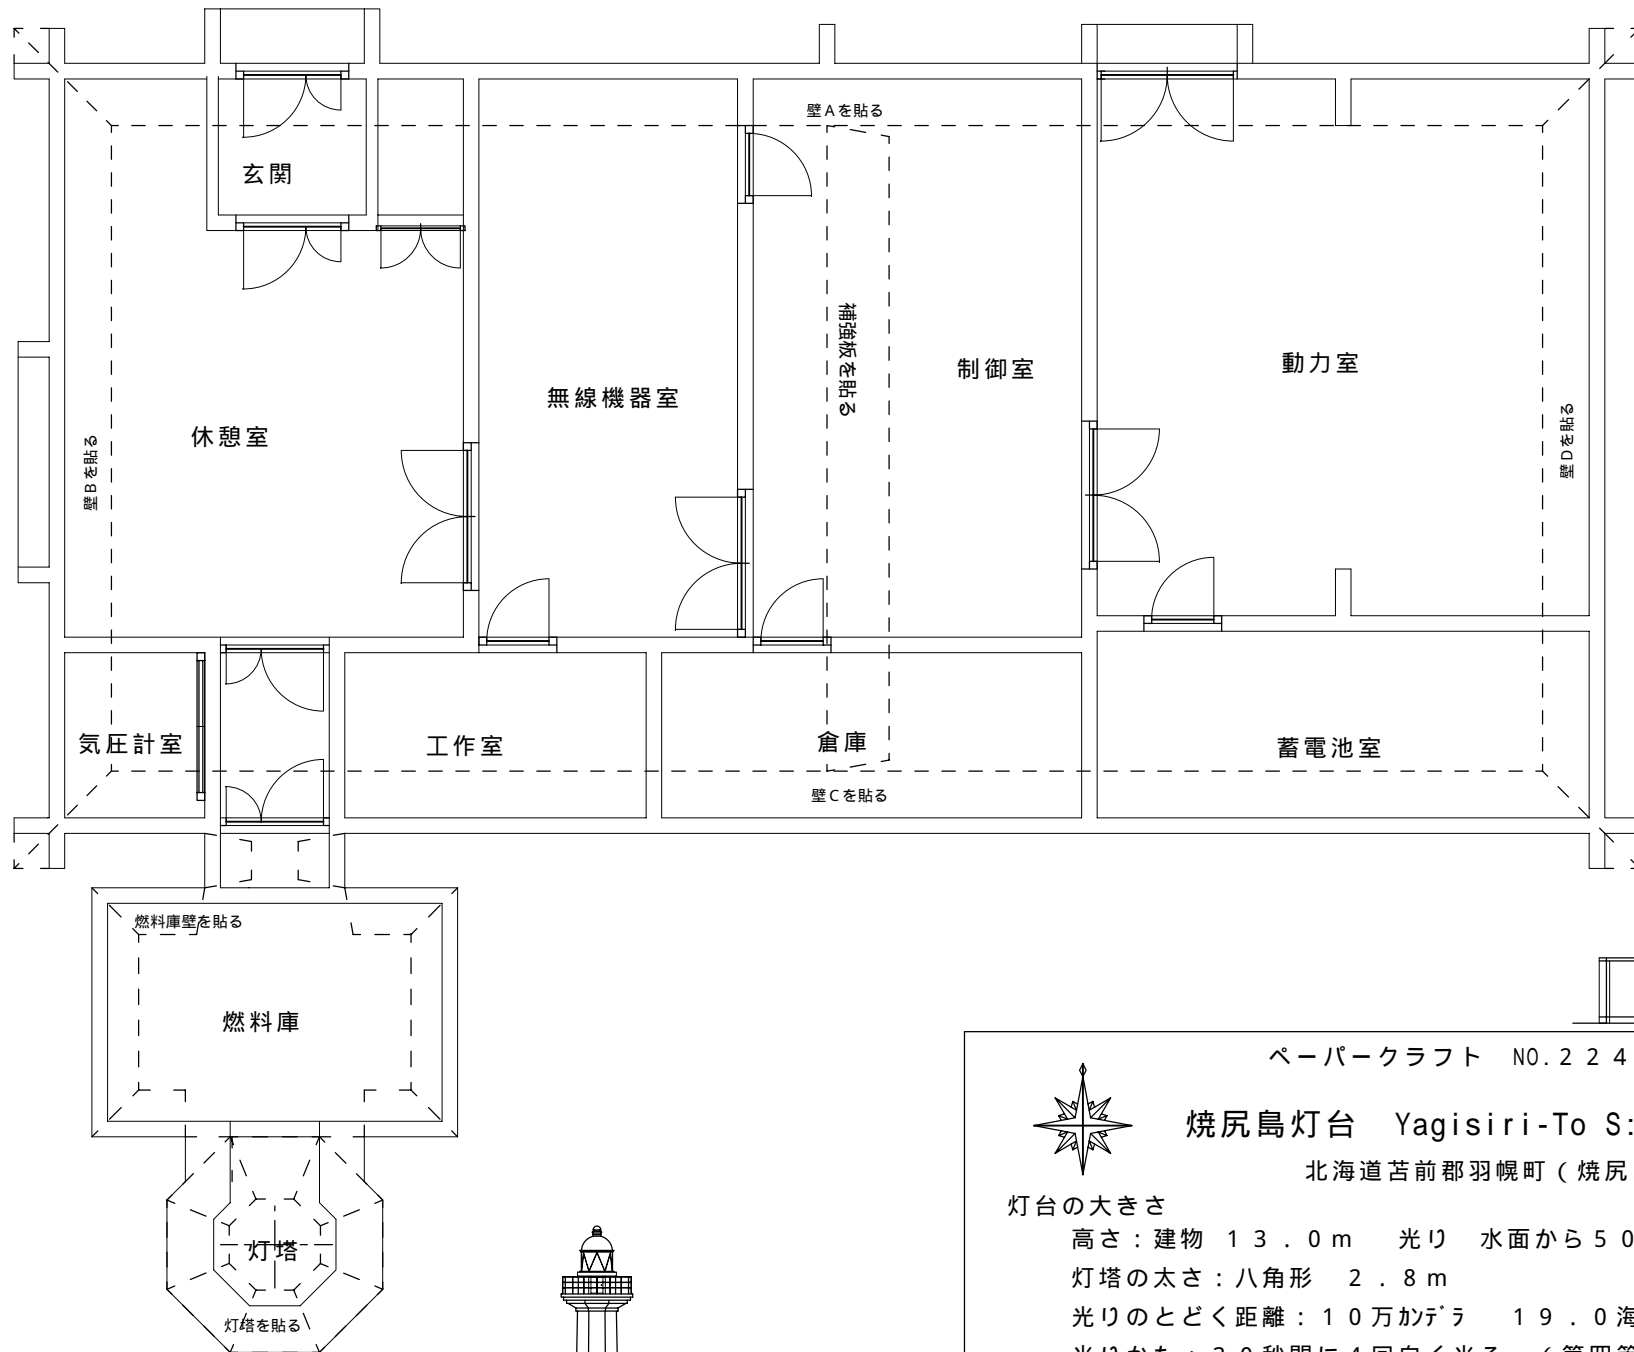 壁Aを貼る
玄関
補強板を貼る
制御室
動力室
無線機器室
休憩室
壁Bを貼る
壁Dを貼る
気圧計室
工作室
倉庫
蓄電池室
壁Cを貼る
燃料庫壁を貼る
燃料庫
灯塔
灯塔を貼る
ペーパークラフト NO.224
焼尻島灯台 Yagisiri-To S:
北海道苫前郡羽幌町(焼尻
灯台の大きさ
高さ:建物 13.0m 光り 水面から50
灯塔の太さ:八角形 2.8m
光りのとどく距離:10万カンデラ 19.0海